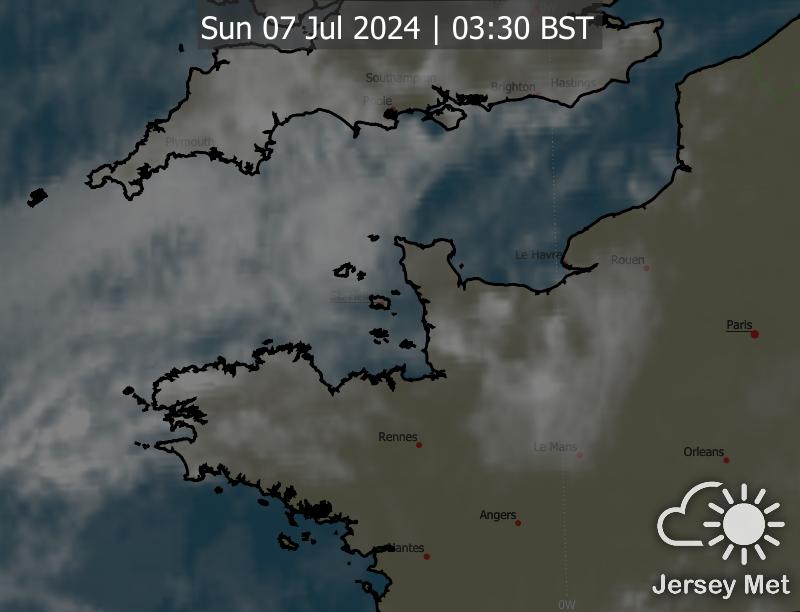 Sun 07 Jul 2024 | 03:30 BST
Southampton
Brighton
Hastings
Poole
Plymouth
Le Havre
Rouen
Paris
Rennes
Le Mans
Orleans
Angers
Nantes
Jersey Met
0W